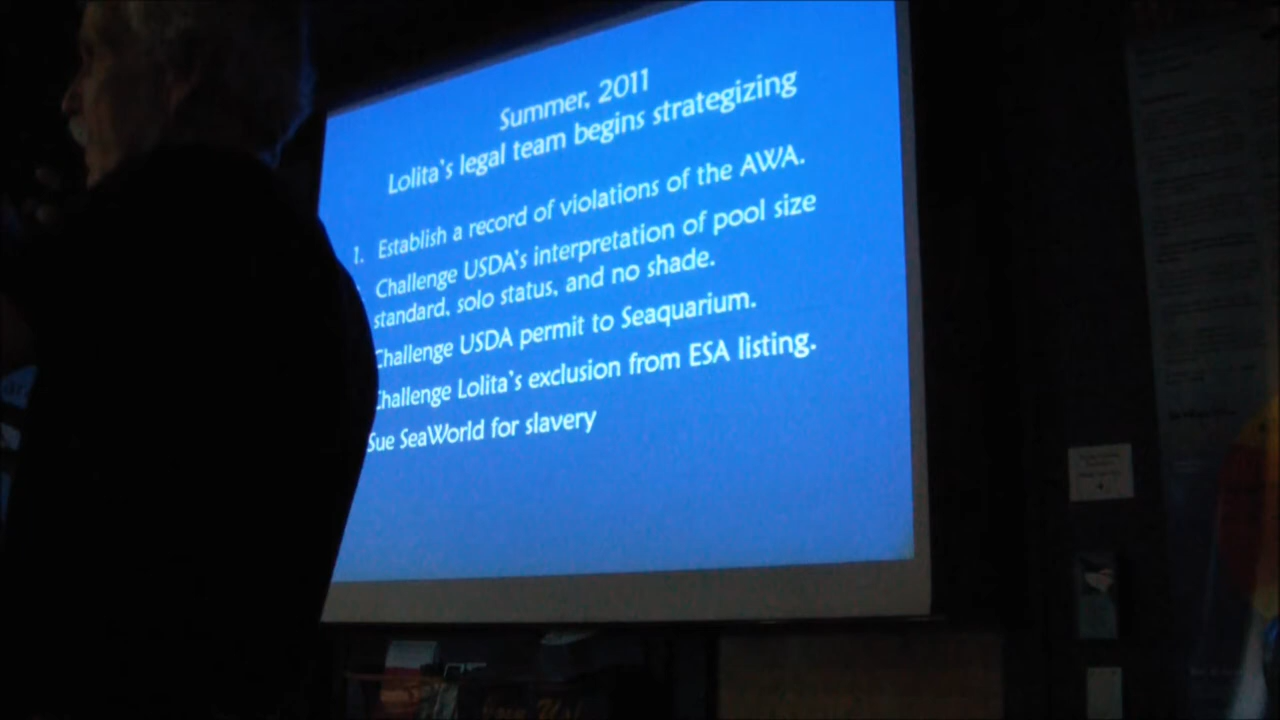 Summer, 2011
Lolita's legal team begins strategizing
1. Establish a record of violations of the AWA.
Challenge USDA's interpretation of pool size
standard, solo status, and no shade.
Challenge USDA permit to Seaquarium.
Challenge Lolita's exclusion from ESA listing.
Sue SeaWorld for slavery